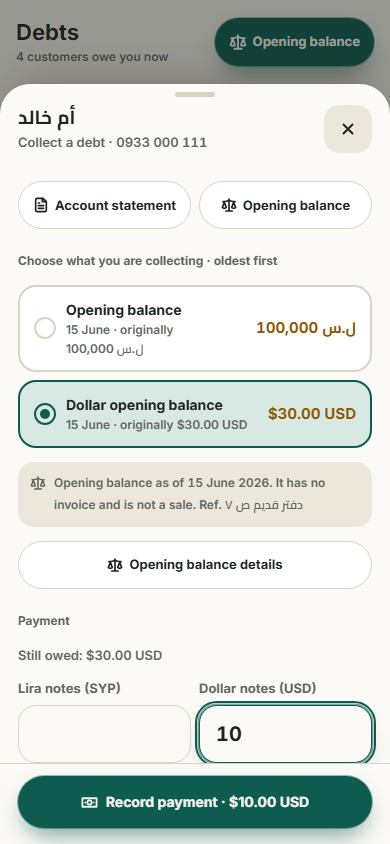 Debts
4 customers owe you now
Opening balance
أم خالد
Collect a debt · 0933 000 111
Account statement
Opening balance
Choose what you are collecting · oldest first
Opening balance
15 June · originally
100,000 ل.س
100,000 ل.س
Dollar opening balance
15 June · originally $30.00 USD
$30.00 USD
Opening balance as of 15 June 2026. It has no
invoice and is not a sale. Ref. دفتر قديم ص ٧
Opening balance details
Payment
Still owed: $30.00 USD
Lira notes (SYP)
Dollar notes (USD)
10
Record payment · $10.00 USD